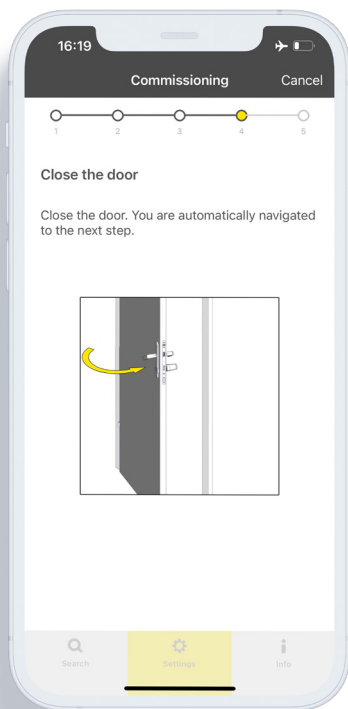 16:19
Commissioning Cancel
1 2 3 4 5
Close the door
Close the door. You are automatically navigated
to the next step.
Search Settings Info